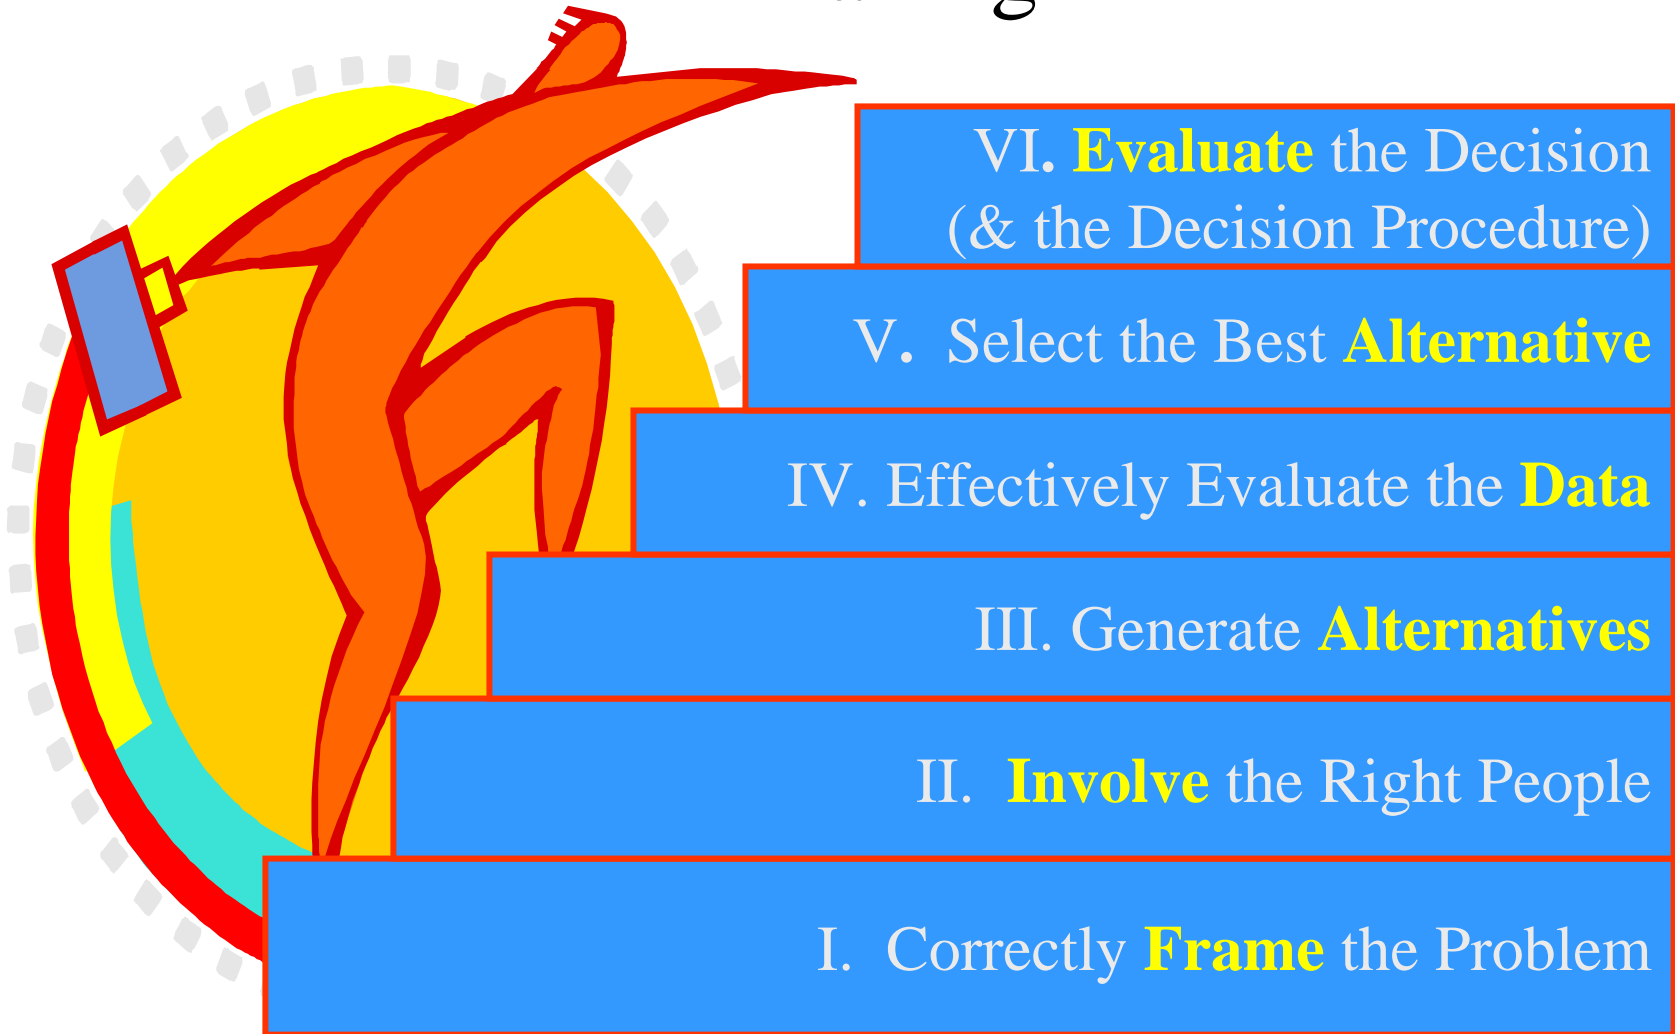 VI. Evaluate the Decision
(& the Decision Procedure)
V. Select the Best Alternative
IV. Effectively Evaluate the Data
III. Generate Alternatives
II. Involve the Right People
I. Correctly Frame the Problem